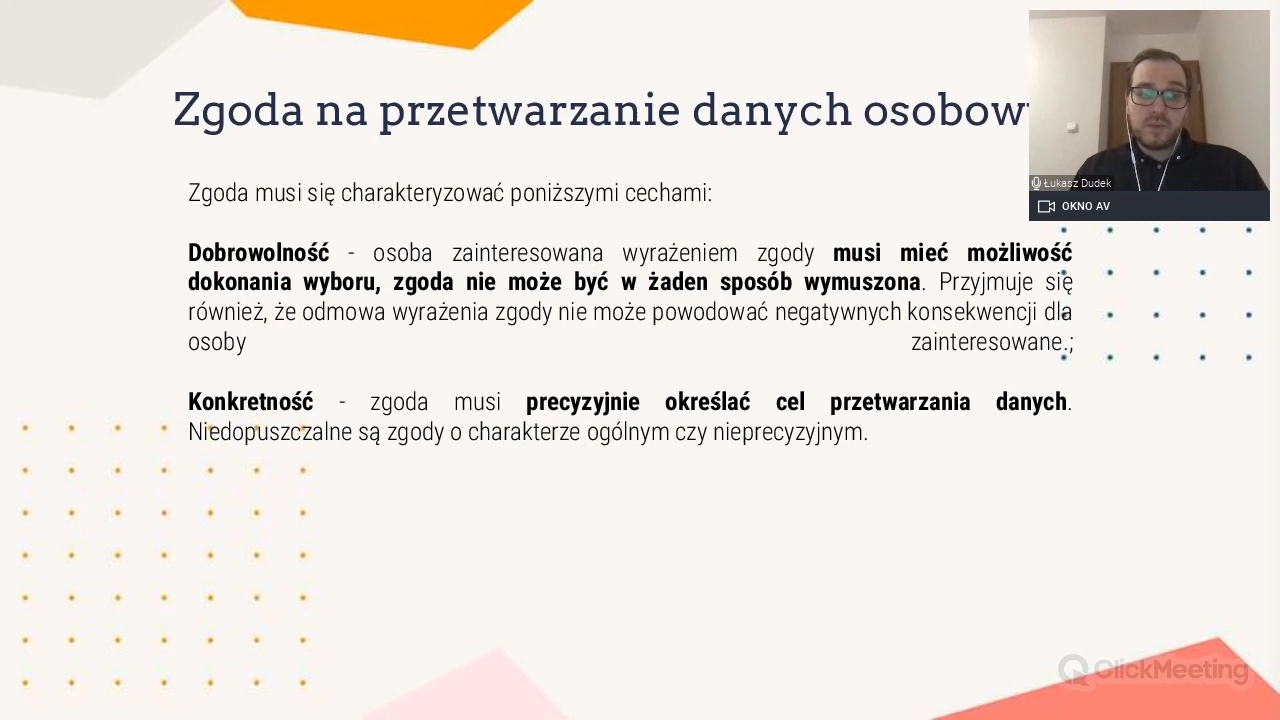 Zgoda na przetwarzanie danych osobow
Zgoda musi się charakteryzować poniższymi cechami:
Dobrowolność - osoba zainteresowana wyrażeniem zgody musi mieć możliwość
dokonania wyboru, zgoda nie może być w żaden sposób wymuszona. Przyjmuje się
również, że odmowa wyrażenia zgody nie może powodować negatywnych konsekwencji dla
osoby zainteresowane.;
Konkretność - zgoda musi precyzyjnie określać cel przetwarzania danych.
Niedopuszczalne są zgody o charakterze ogólnym czy nieprecyzyjnym.
Łukasz Dudek
OKNO AV
ClickMeeting